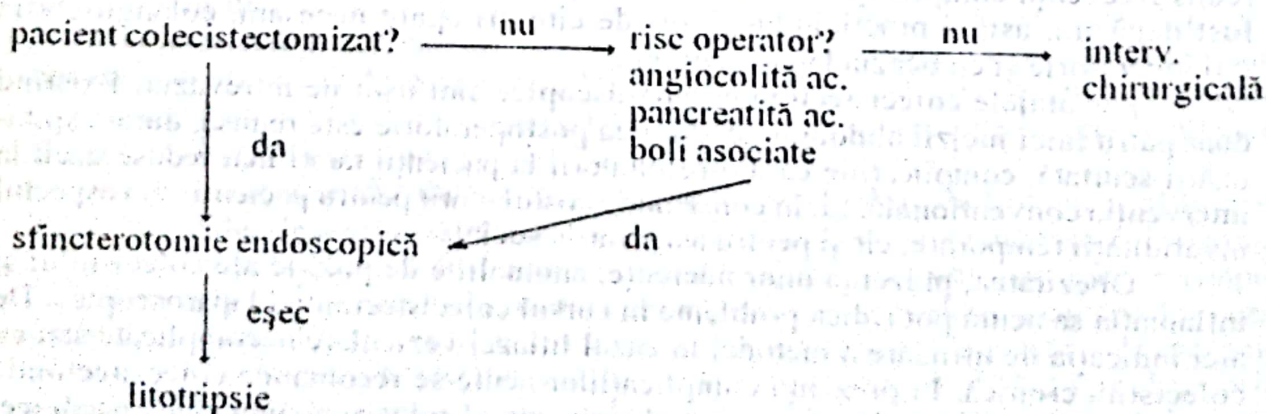 pacient colecistectomizat? nu risc operator? nu interv.
angiocolită ac. chirurgicală
pancreatită ac.
da boli asociate
sfincterotomie endoscopică da
eşec
litotripsie